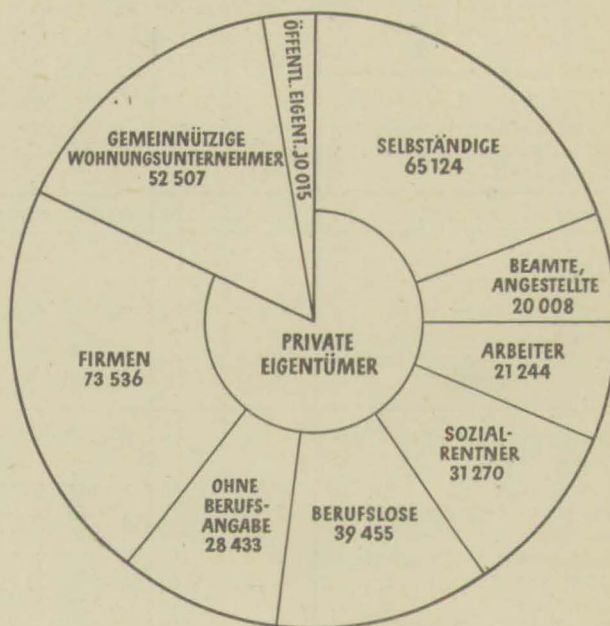 ÖFFENTL. EIGENT. 10 015
GEMEINNÜTZIGE
WOHNUNGSUNTERNEHMER
52 507
SELBSTÄNDIGE
65 124
BEAMTE,
ANGESTELLTE
20 008
PRIVATE
EIGENTÜMER
ARBEITER
21 244
FIRMEN
73 536
SOZIAL-
RENTNER
31 270
OHNE
BERUFS-
ANGABE
28 433
BERUFSLOSE
39 455